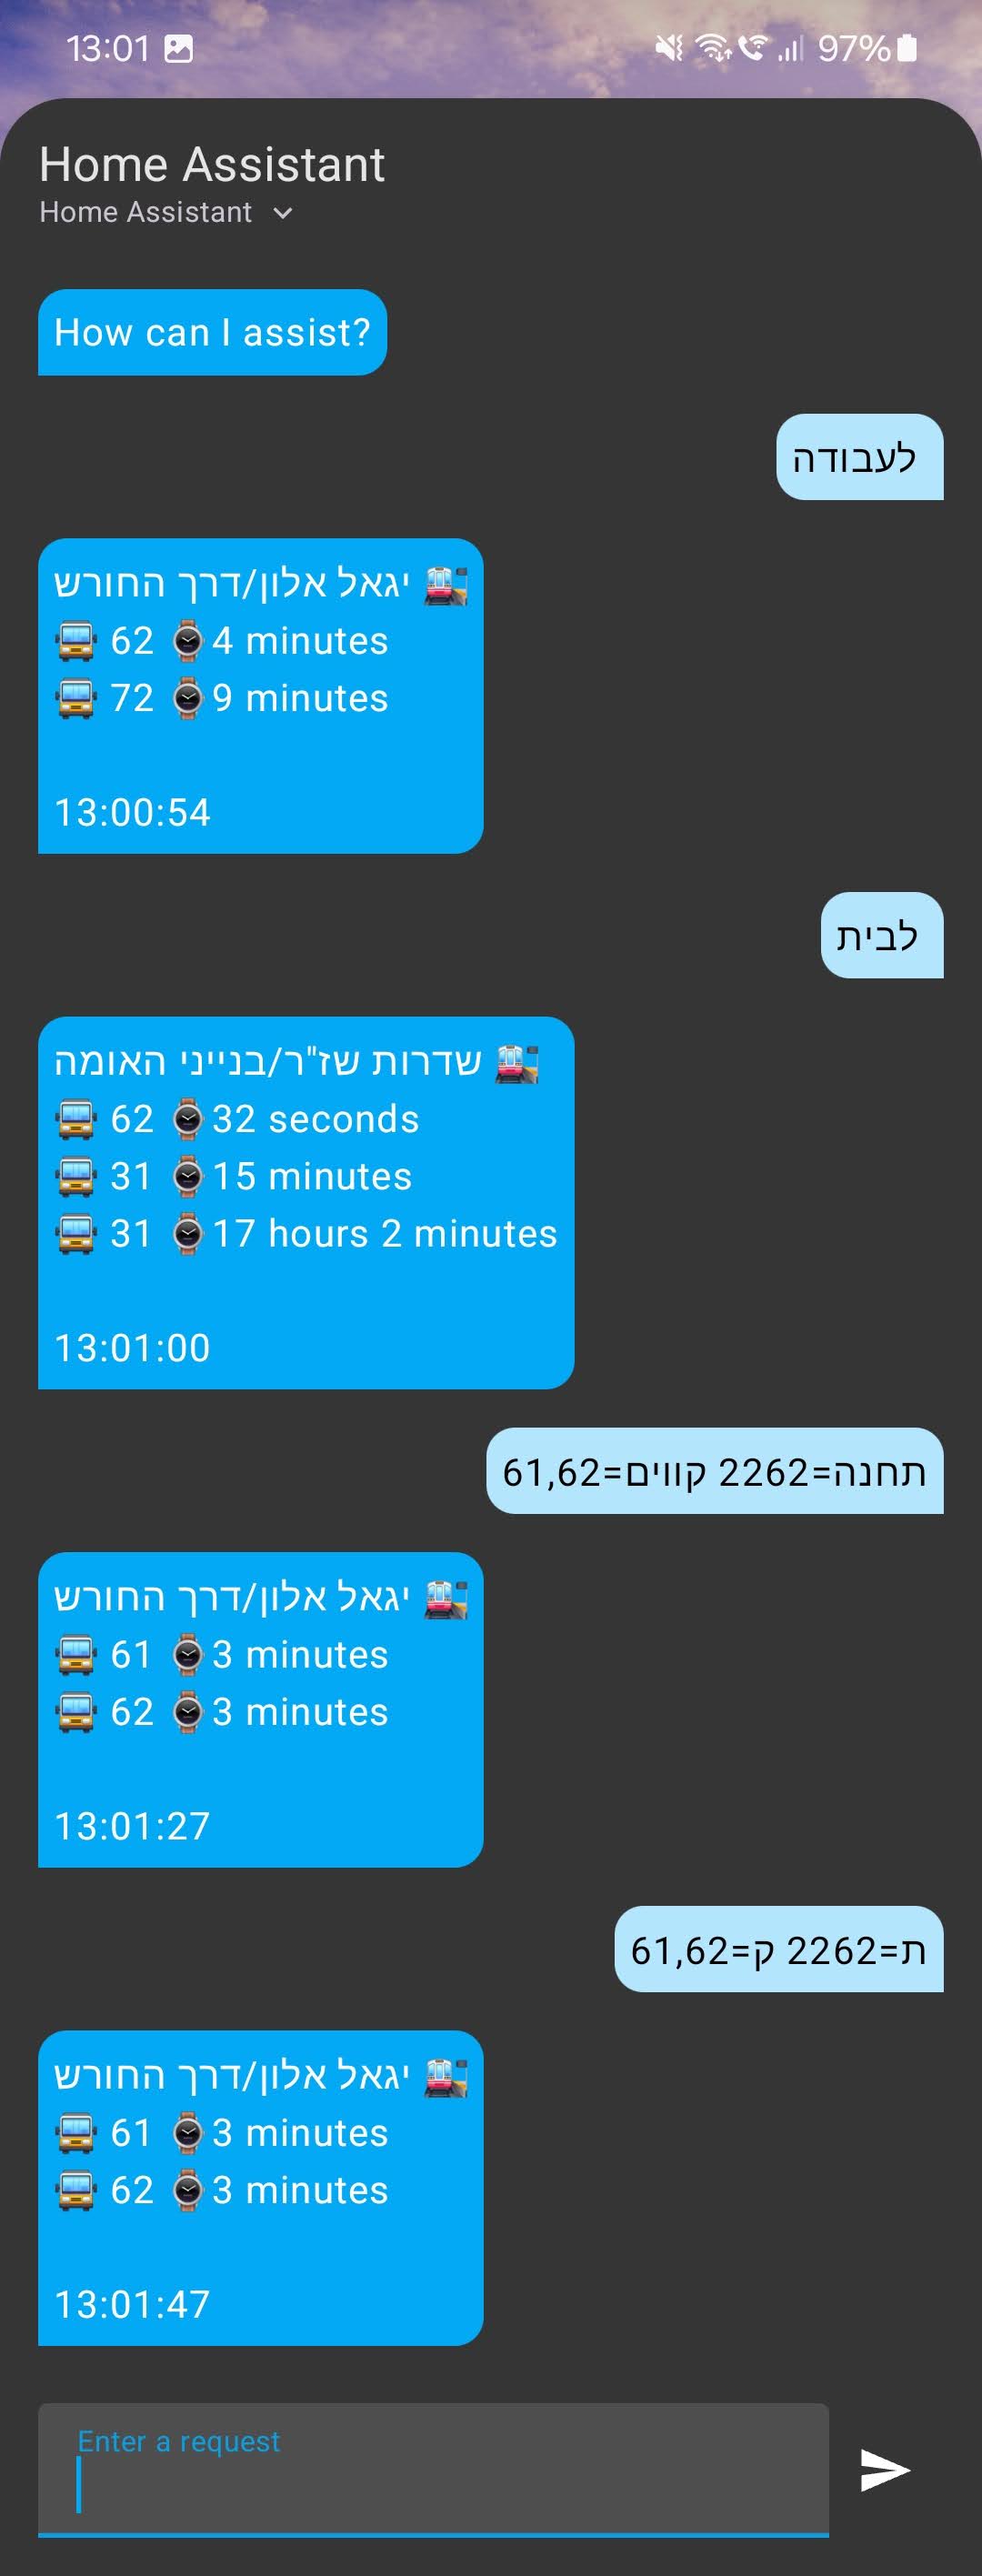 13:01
97%
Home Assistant
Home Assistant
How can I assist?
לעבודה
יגאל אלון/דרך החורש
62 4 minutes
72 9 minutes
13:00:54
לבית
שדרות שז"ר/בנייני האומה
62 32 seconds
31 15 minutes
31 17 hours 2 minutes
13:01:00
תחנה=2262 קווים=61,62
יגאל אלון/דרך החורש
61 3 minutes
62 3 minutes
13:01:27
ת=2262 ק=61,62
יגאל אלון/דרך החורש
61 3 minutes
62 3 minutes
13:01:47
Enter a request